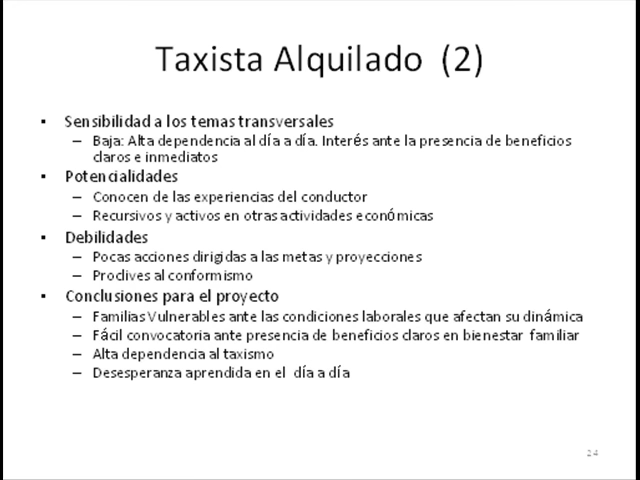 Taxista Alquilado (2)
• Sensibilidad a los temas transversales
– Baja: Alta dependencia al día a día. Interés ante la presencia de beneficios
claros e inmediatos
• Potencialidades
– Conocen de las experiencias del conductor
– Recursivos y activos en otras actividades económicas
• Debilidades
– Pocas acciones dirigidas a las metas y proyecciones
– Proclives al conformismo
• Conclusiones para el proyecto
– Familias Vulnerables ante las condiciones laborales que afectan su dinámica
– Fácil convocatoria ante presencia de beneficios claros en bienestar familiar
– Alta dependencia al taxismo
– Desesperanza aprendida en el día a día
24